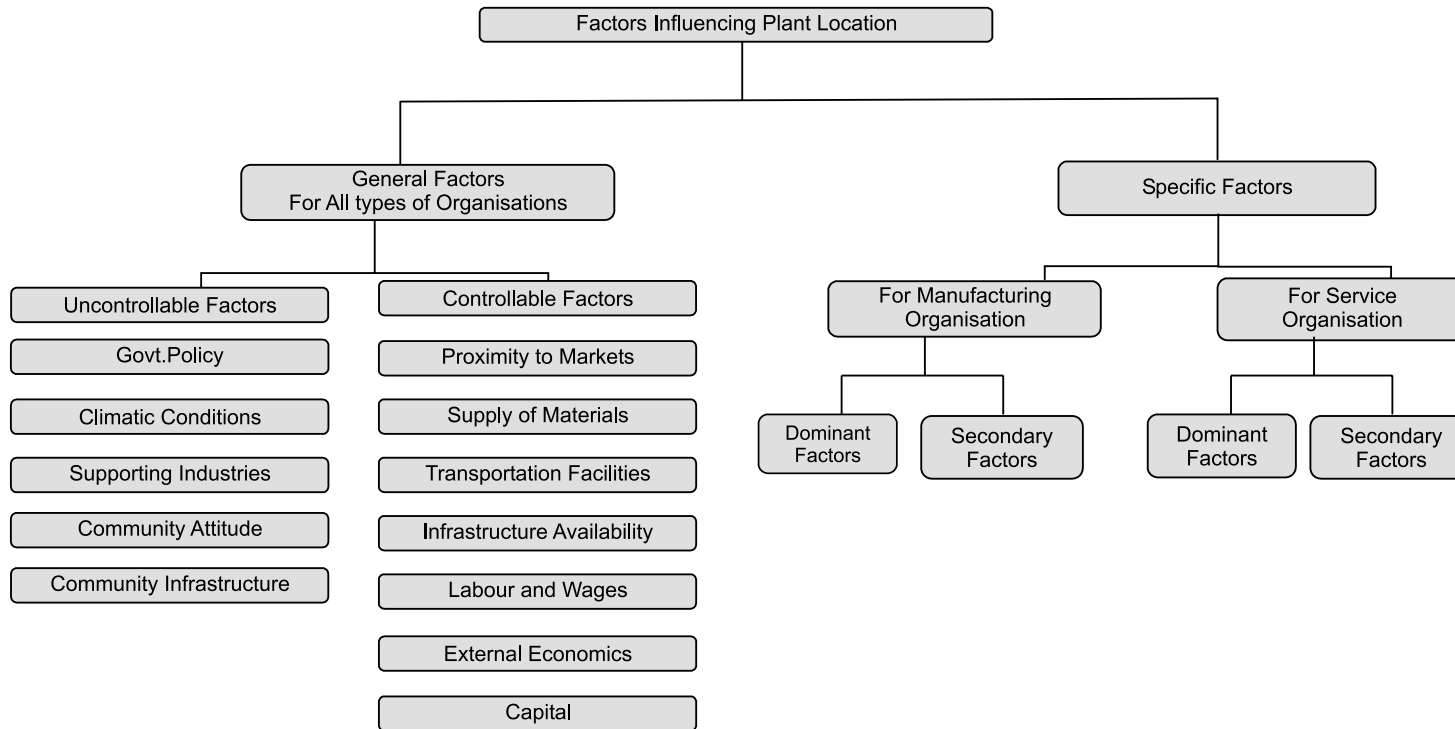 Factors Influencing Plant Location
General Factors
For All types of Organisations
Specific Factors
Uncontrollable Factors
Govt.Policy
Climatic Conditions
Supporting Industries
Community Attitude
Community Infrastructure
Controllable Factors
Proximity to Markets
Supply of Materials
Transportation Facilities
Infrastructure Availability
Labour and Wages
External Economics
Capital
For Manufacturing
Organisation
Dominant
Factors
Secondary
Factors
For Service
Organisation
Dominant
Factors
Secondary
Factors